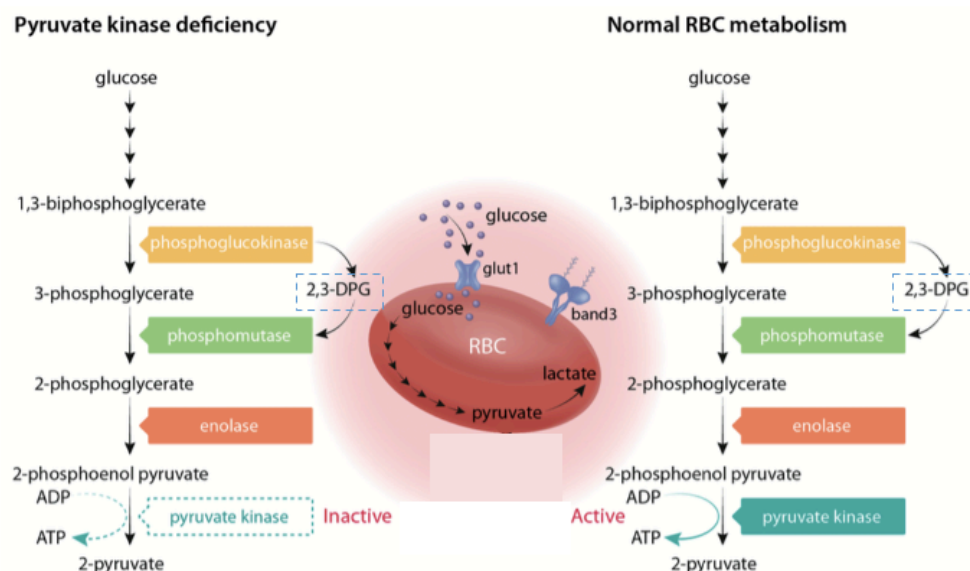 Pyruvate kinase deficiency
glucose
1,3-biphosphoglycerate
phosphoglucokinase
3-phosphoglycerate
2,3-DPG
phosphomutase
2-phosphoglycerate
enolase
2-phosphoenol pyruvate
ADP
pyruvate kinase
Inactive
ATP
2-pyruvate
glucose
glut1
glucose
band3
RBC
lactate
pyruvate
Normal RBC metabolism
glucose
1,3-biphosphoglycerate
phosphoglucokinase
3-phosphoglycerate
2,3-DPG
phosphomutase
2-phosphoglycerate
enolase
2-phosphoenol pyruvate
ADP
Active
pyruvate kinase
ATP
2-pyruvate